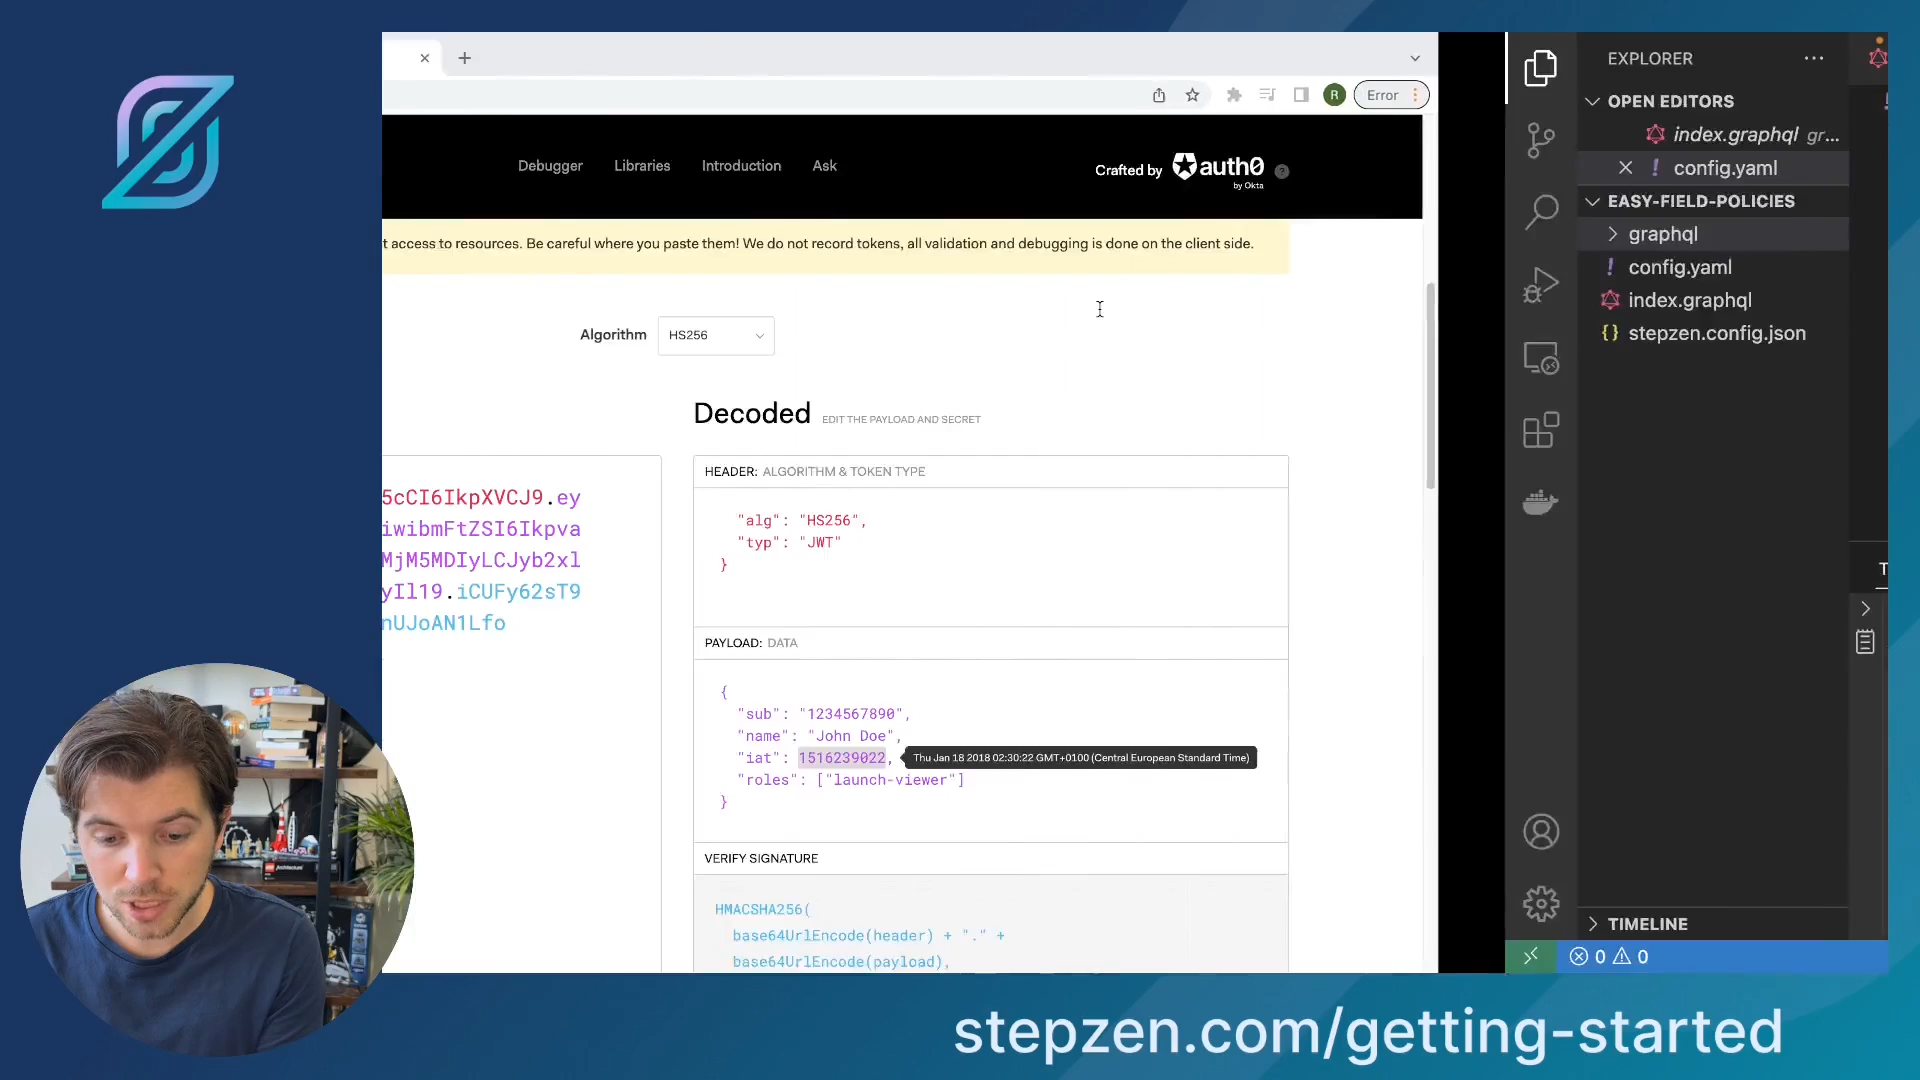 Error
R
Debugger
Libraries
Introduction
Ask
Crafted by auth0
by Okta
?
t access to resources. Be careful where you paste them! We do not record tokens, all validation and debugging is done on the client side.
Algorithm HS256
Decoded EDIT THE PAYLOAD AND SECRET
5cCI6IkpXVCJ9.ey
iwibmFtZSI6Ikpva
MjM5MDIyLCJyb2xl
yIl19.iCUFy62sT9
nUJoAN1Lfo
HEADER: ALGORITHM & TOKEN TYPE
"alg": "HS256",
"typ": "JWT"
}
PAYLOAD: DATA
{
"sub": "1234567890",
"name": "John Doe",
"iat": 1516239022,
Thu Jan 18 2018 02:30:22 GMT+0100 (Central European Standard Time)
"roles": ["launch-viewer"]
}
VERIFY SIGNATURE
HMACSHA256(
base64UrlEncode(header) + "." +
base64UrlEncode(payload),
EXPLORER
OPEN EDITORS
index.graphql gr...
! config.yaml
EASY-FIELD-POLICIES
graphql
! config.yaml
index.graphql
{} stepzen.config.json
T
TIMELINE
0 0
stepzen.com/getting-started